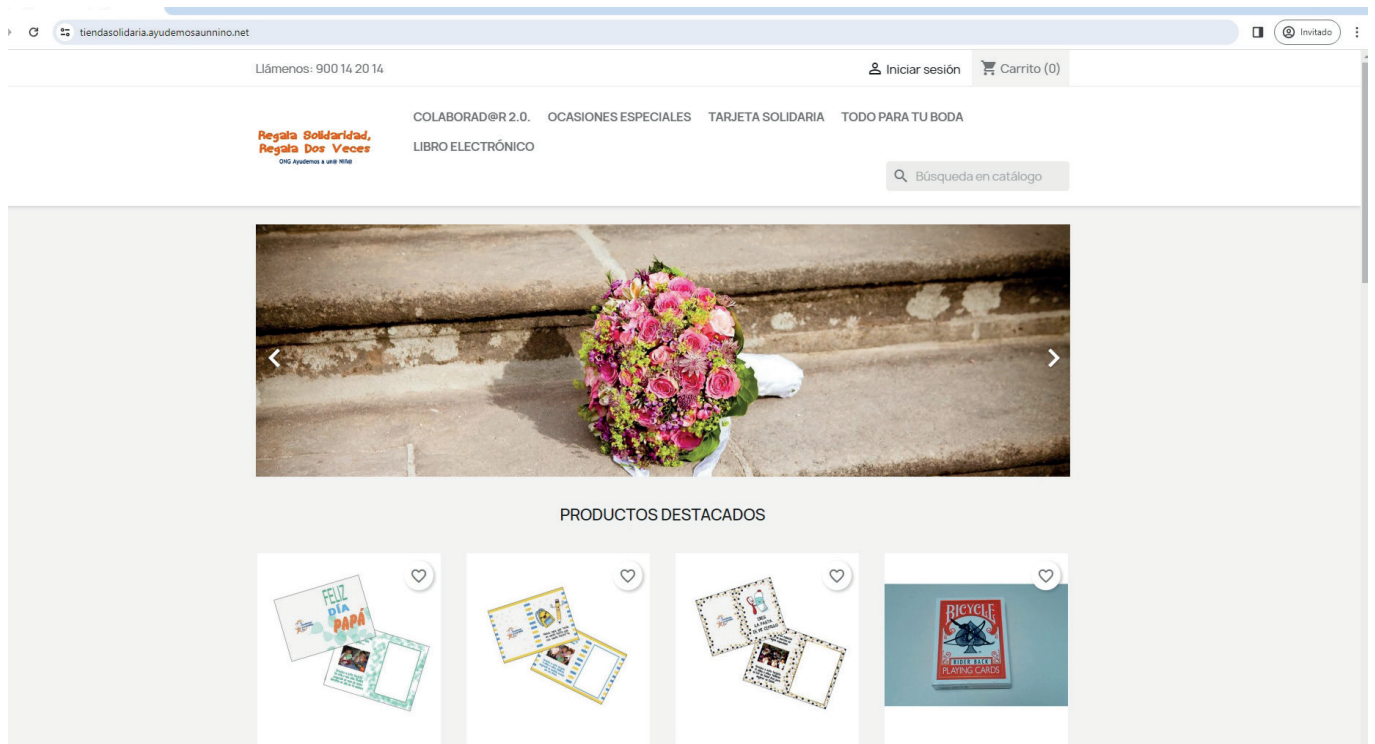 tiendasolidaria.ayudemosaunnino.net
Invitado
Llámenos: 900 14 20 14
Iniciar sesión
Carrito (0)
COLABORAD@R 2.0.
OCASIONES ESPECIALES
TARJETA SOLIDARIA
TODO PARA TU BODA
LIBRO ELECTRÓNICO
Regala Solidaridad,
Regala Dos Veces
ONG Ayudemos a un@ Niñ@
Búsqueda en catálogo
PRODUCTOS DESTACADOS
FELIZ
DÍA
PAPÁ
BICYCLE
RIDER BACK
PLAYING CARDS